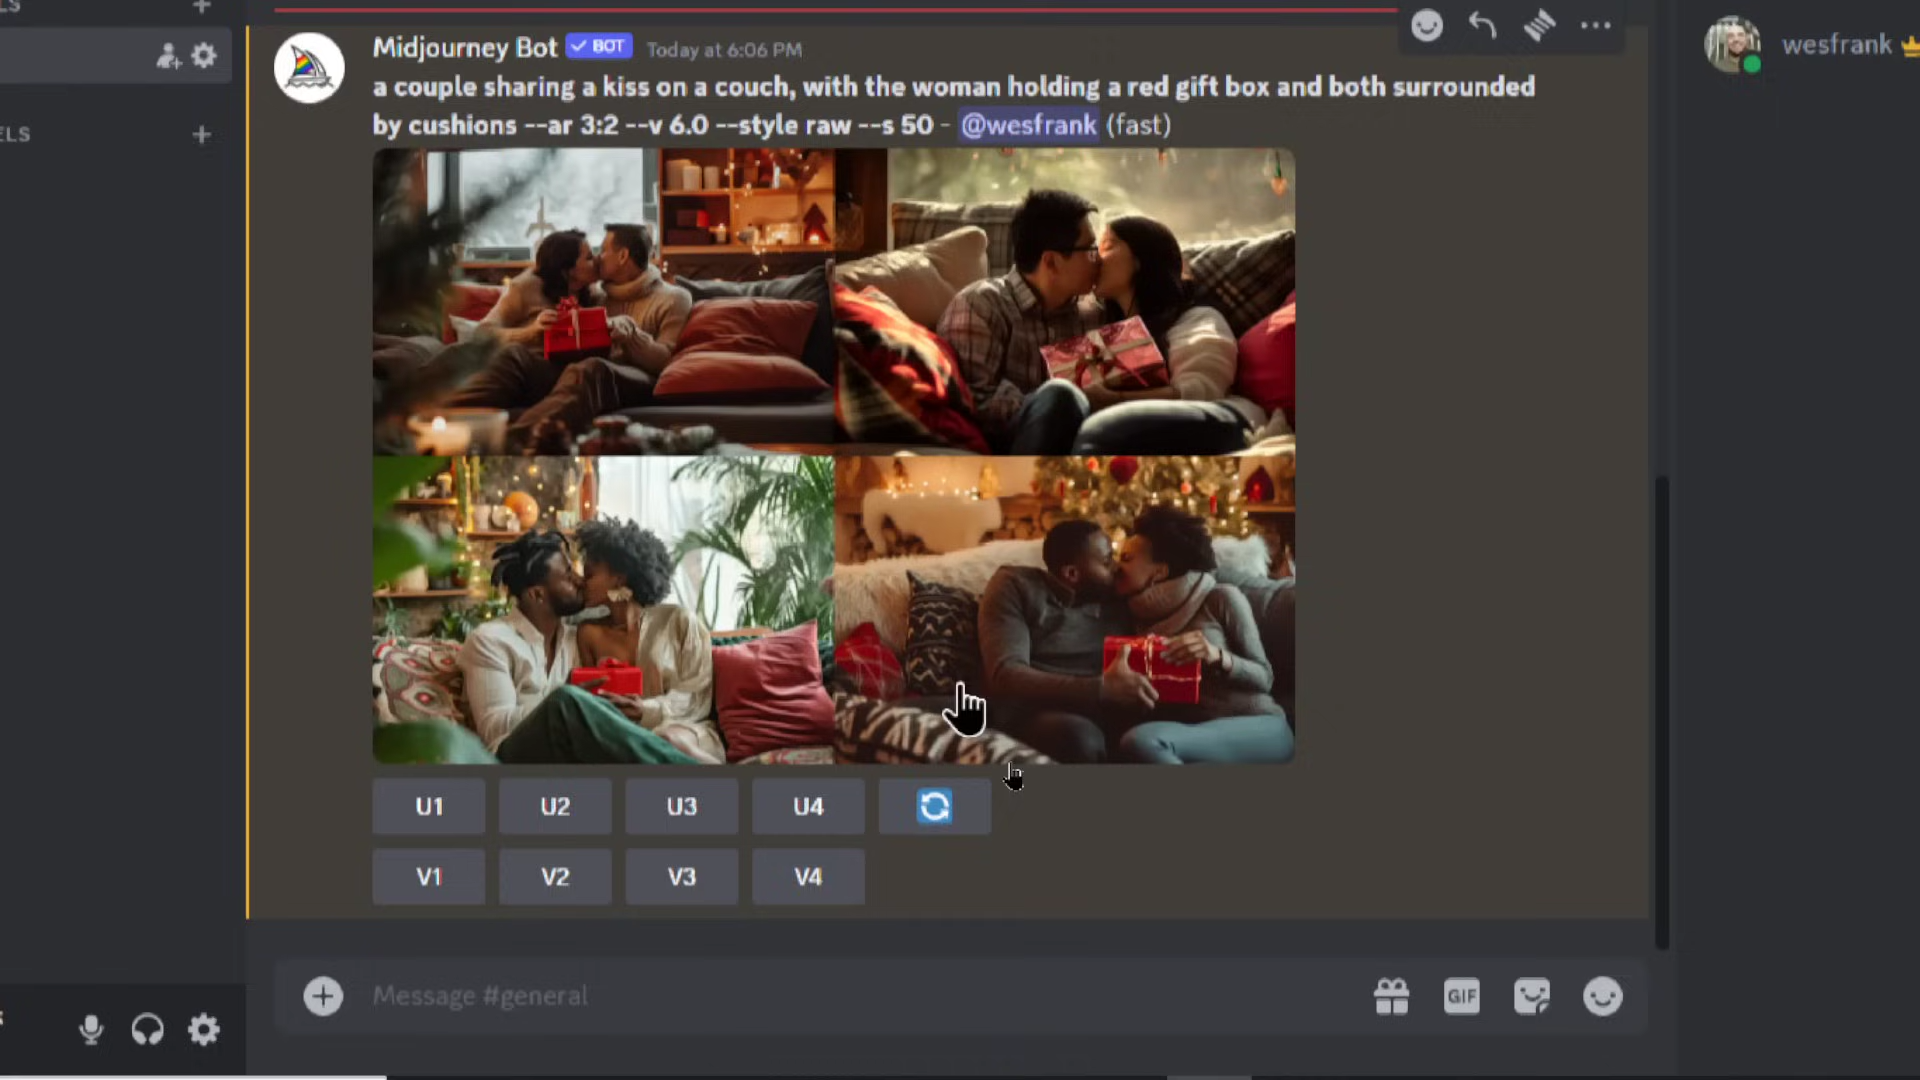 LS
Midjourney Bot ✓ BOT Today at 6:06 PM
wesfrank
a couple sharing a kiss on a couch, with the woman holding a red gift box and both surrounded
by cushions --ar 3:2 --v 6.0 --style raw --s 50 - @wesfrank (fast)
ELS
U1 U2 U3 U4
V1 V2 V3 V4
Message #general
GIF